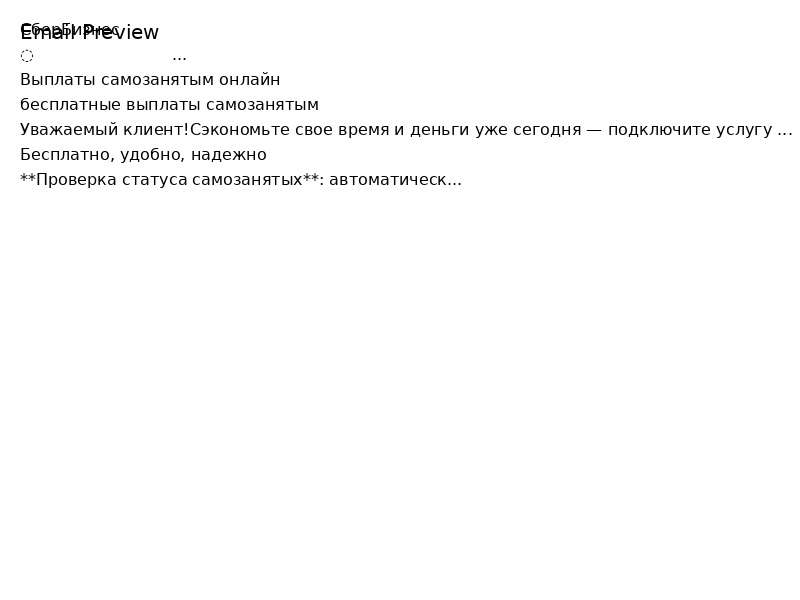 Email Preview
СберБизнес
◌ ...
Выплаты самозанятым онлайн
бесплатные выплаты самозанятым
Уважаемый клиент!Сэкономьте свое время и деньги уже сегодня — подключите услугу ...
Бесплатно, удобно, надежно
**Проверка статуса самозанятых**: автоматическ...